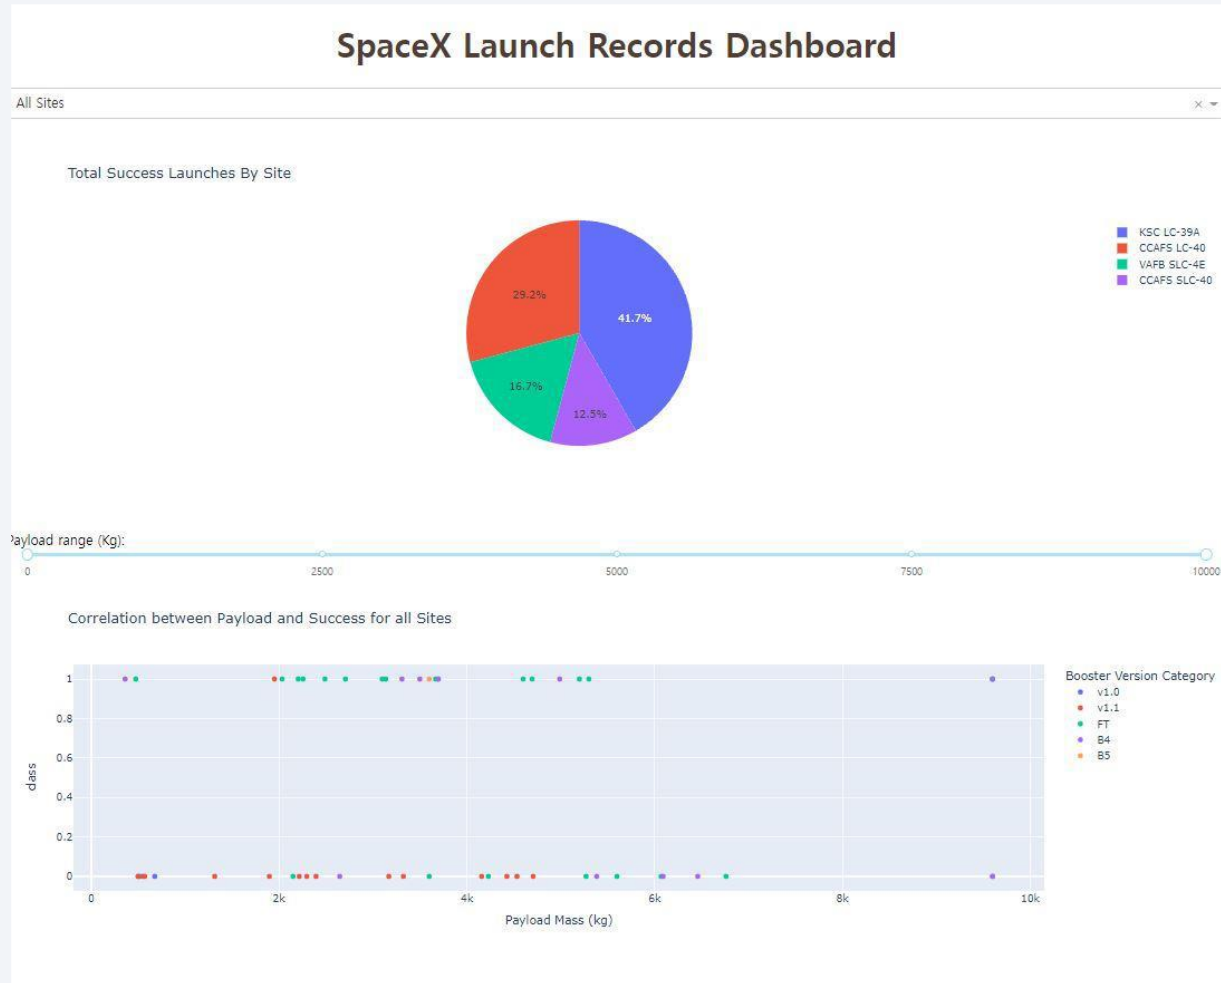 SpaceX Launch Records Dashboard
All Sites
× 
Total Success Launches By Site
KSC LC-39A
CCAFS LC-40
VAFB SLC-4E
CCAFS SLC-40
29.2%
41.7%
16.7%
12.5%
Payload range (Kg):
0 2500 5000 7500 10000
Correlation between Payload and Success for all Sites
Booster Version Category
v1.0
v1.1
FT
B4
B5
1
0.8
0.6
0.4
0.2
0
class
0 2k 4k 6k 8k 10k
Payload Mass (kg)